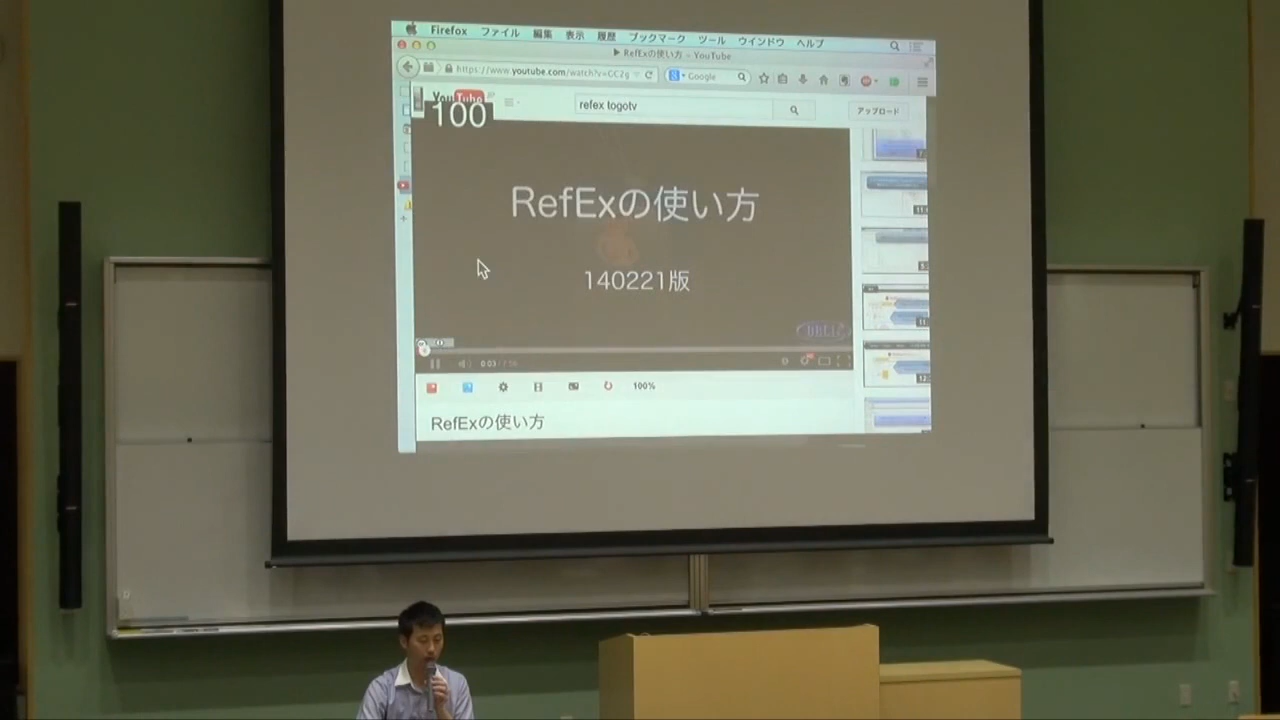 Firefox ファイル 編集 表示 履歴 ブックマーク ツール ウインドウ ヘルプ
RefExの使い方 - YouTube
https://www.youtube.com/watch?v=
Google
YouTube
refex togotv
アップロード
100
RefExの使い方
140221版
100%
RefExの使い方